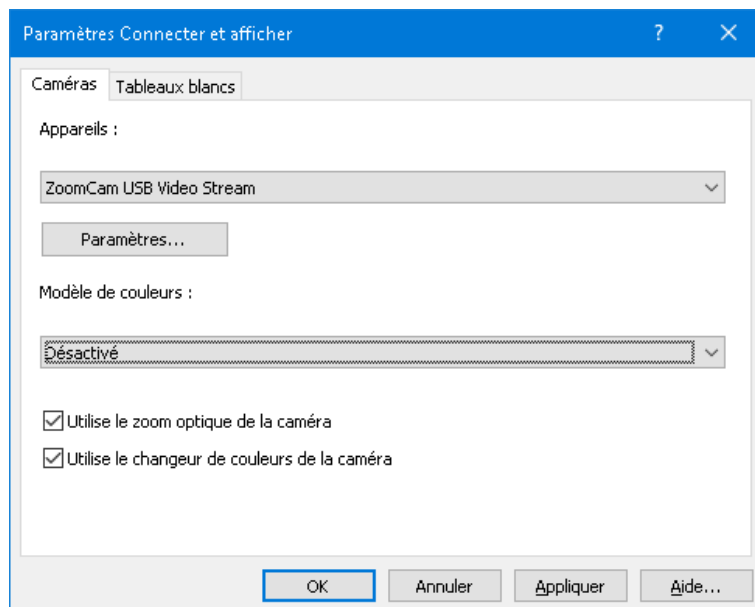 Paramètres Connecter et afficher
?
Caméras
Tableaux blancs
Appareils :
ZoomCam USB Video Stream
Paramètres...
Modèle de couleurs :
Désactivé
Utilise le zoom optique de la caméra
Utilise le changeur de couleurs de la caméra
OK
Annuler
Appliquer
Aide...